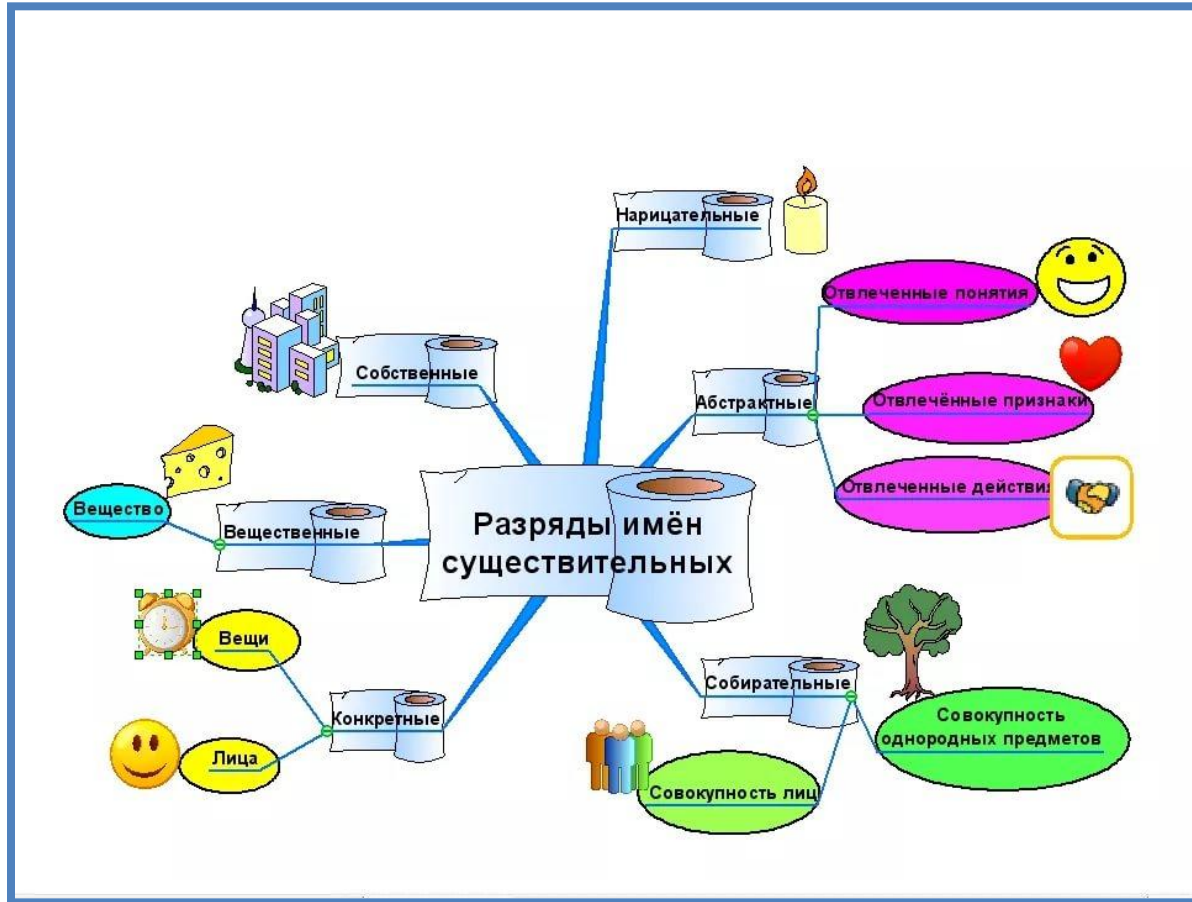 Нарицательные
Отвлеченные понятия
Собственные
Абстрактные
Отвлечённые признаки
Отвлеченные действия
Вещество
Вещественные
Разряды имён
существительных
Вещи
Собирательные
Конкретные
Совокупность
однородных предметов
Лица
Совокупность лиц